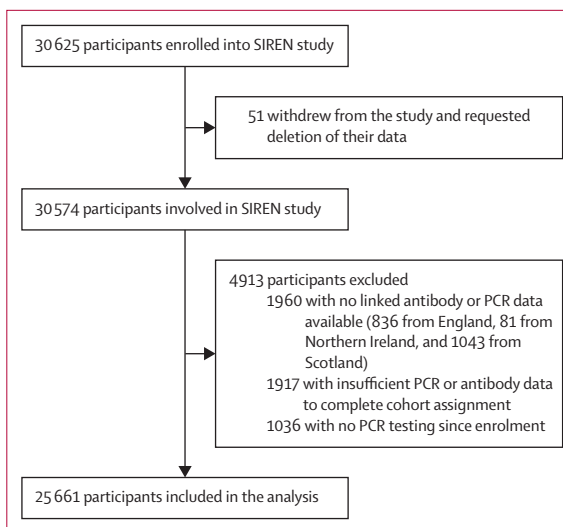 30 625 participants enrolled into SIREN study
51 withdrew from the study and requested
deletion of their data
30 574 participants involved in SIREN study
4913 participants excluded
1960 with no linked antibody or PCR data
available (836 from England, 81 from
Northern Ireland, and 1043 from
Scotland)
1917 with insufficient PCR or antibody data
to complete cohort assignment
1036 with no PCR testing since enrolment
25 661 participants included in the analysis